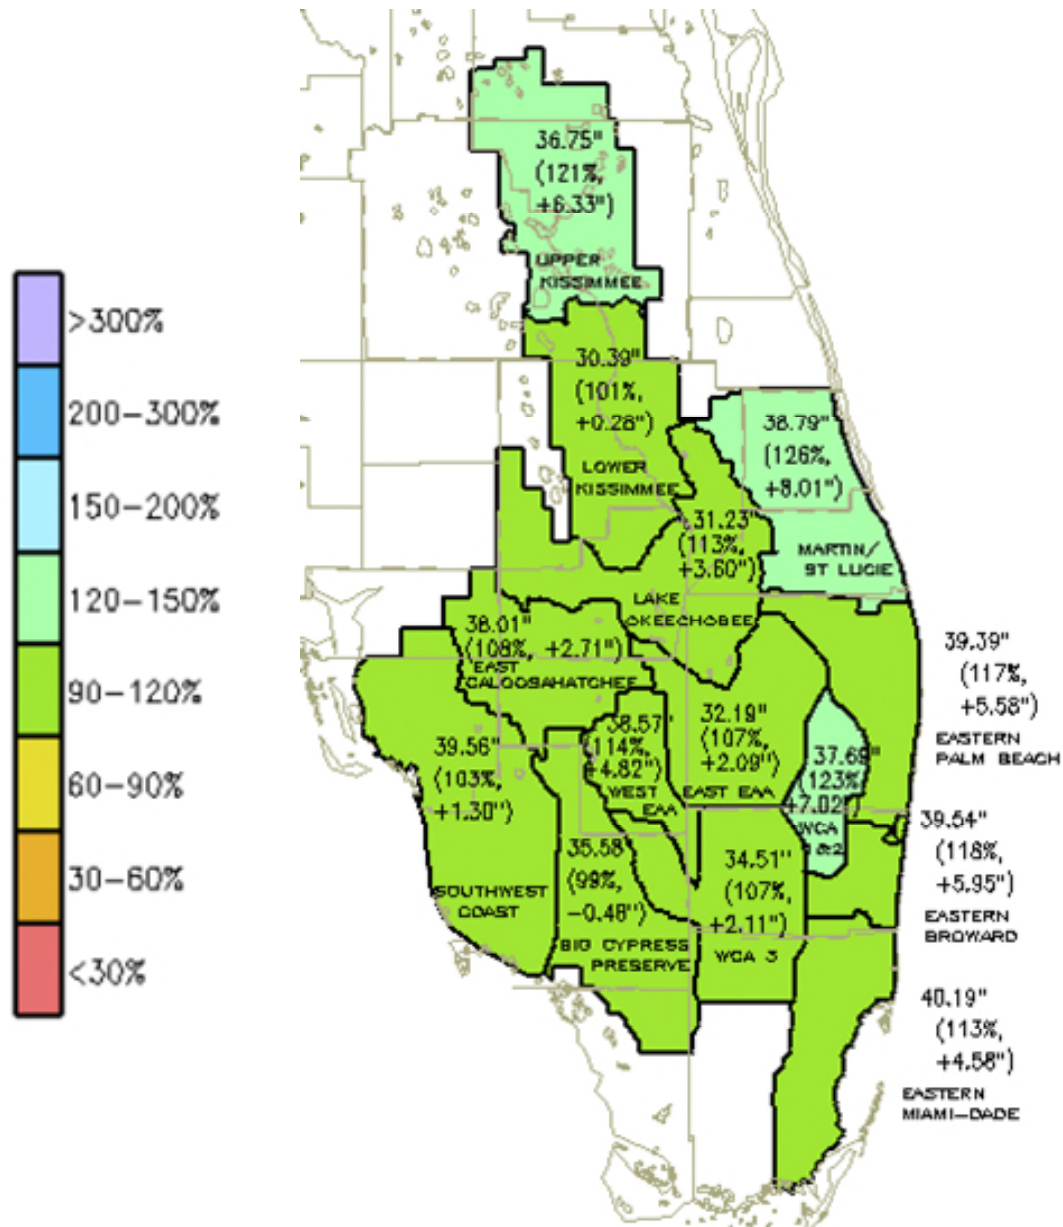 >300%
200-300%
150-200%
120-150%
90-120%
60-90%
30-60%
<30%
36.75"
(121%,
+6.33")
UPPER
KISSIMMEE
30.39"
(101%,
+0.28")
LOWER
KISSIMMEE
38.79"
(126%,
+8.01")
MARTIN/
ST LUCIE
31.23"
(113%,
+3.60")
LAKE
OKEECHOBEE
38.01"
(108%, +2.71")
EAST
CALOOSAHATCHEE
39.56"
(103%,
+1.30")
SOUTHWEST
COAST
38.57"
(114%,
+4.82")
WEST
EAA
32.19"
(107%,
+2.09")
EAST EAA
37.69"
(123%
+7.02")
WCA
1&2
39.39"
(117%,
+5.58")
EASTERN
PALM BEACH
35.58"
(99%,
-0.48")
BIG CYPRESS
PRESERVE
34.51"
(107%,
+2.11")
WCA 3
39.54"
(118%,
+5.95")
EASTERN
BROWARD
40.19"
(113%,
+4.58")
EASTERN
MIAMI-DADE